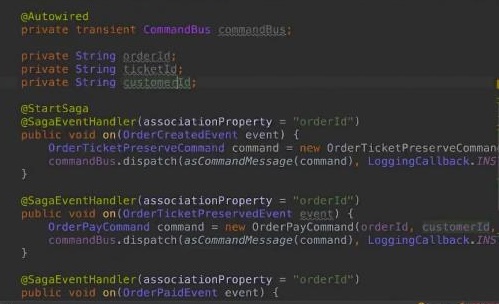 @Autowired
private transient CommandBus commandBus;
private String orderId;
private String ticketId;
private String customerId;
@StartSaga
@SagaEventHandler(associationProperty = "orderId")
public void on(OrderCreatedEvent event) {
OrderTicketPreserveCommand command = new OrderTicketPreserveComman
commandBus.dispatch(asCommandMessage(command), LoggingCallback.INS
}
@SagaEventHandler(associationProperty = "orderId")
public void on(OrderTicketPreservedEvent event) {
OrderPayCommand command = new OrderPayCommand(orderId, customerId,
commandBus.dispatch(asCommandMessage(command), LoggingCallback.INS
}
@SagaEventHandler(associationProperty = "orderId")
public void on(OrderPaidEvent event) {